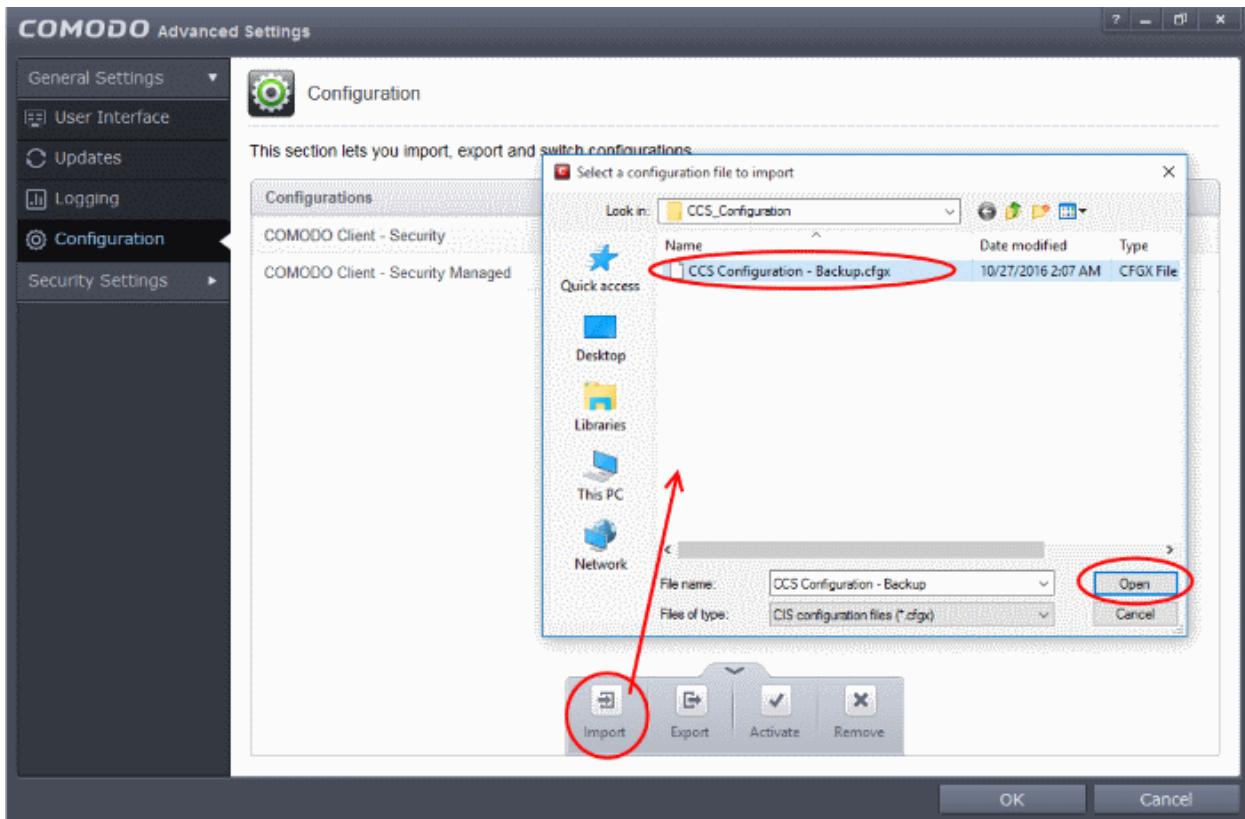 COMODO Advanced Settings
? – x
General Settings
User Interface
Updates
Logging
Configuration
Security Settings
Configuration
This section lets you import, export and switch configurations
Configurations
COMODO Client - Security
COMODO Client - Security Managed
Select a configuration file to import
Look in: CCS_Configuration
Name Date modified Type
CCS Configuration - Backup.cfgx 10/27/2016 2:07 AM CFGX File
Quick access
Desktop
Libraries
This PC
Network
File name: CCS Configuration - Backup Open
Files of type: CIS configuration files (*.cfgx) Cancel
Import Export Activate Remove
OK Cancel